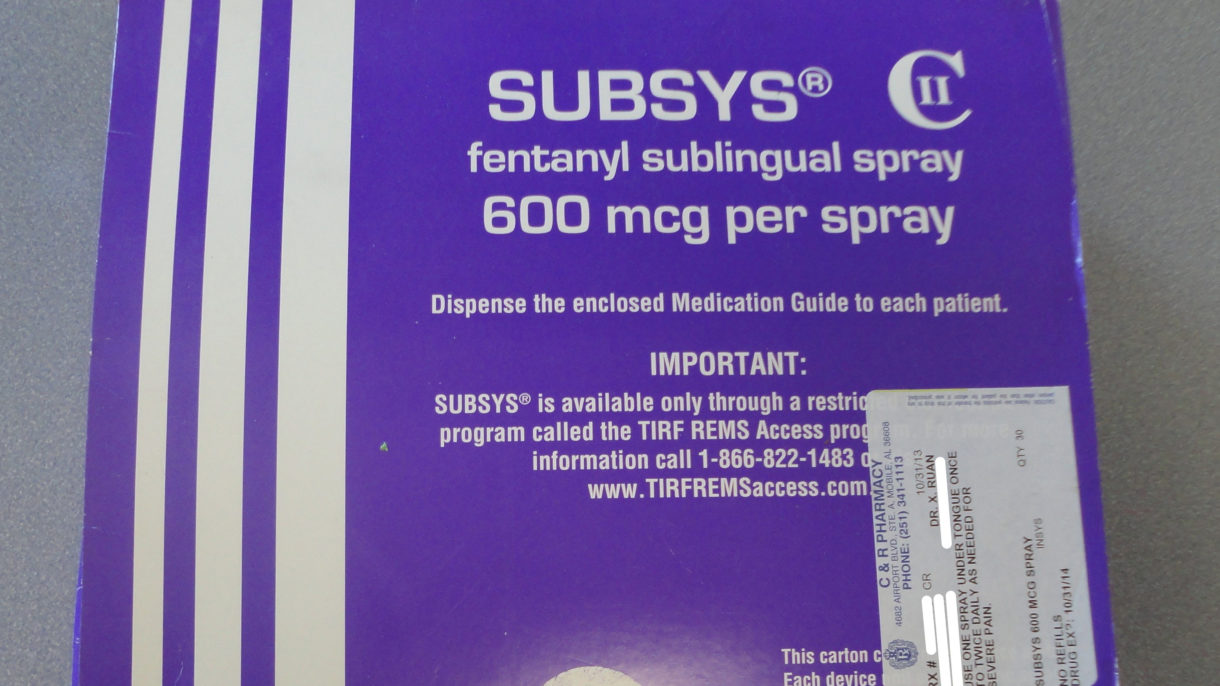 SUBSYS® CII
fentanyl sublingual spray
600 mcg per spray
Dispense the enclosed Medication Guide to each patient.
IMPORTANT:
SUBSYS® is available only through a restricted
program called the TIRF REMS Access prog For more
information call 1-866-822-1483 o
www.TIRFREMSaccess.com
This carton c
Each device
C & R PHARMACY
4682 AIRPORT BLVD., STE. A, MOBILE, AL 36608
PHONE: (251) 341-1113
RX # CR 10/31/13
DR. X. RUAN
USE ONE SPRAY UNDER TONGUE ONCE
TO TWICE DAILY AS NEEDED FOR
SEVERE PAIN.
QTY 30
SUBSYS 600 MCG SPRAY
INSYS
NO REFILLS
DRUG EXP: 10/31/14